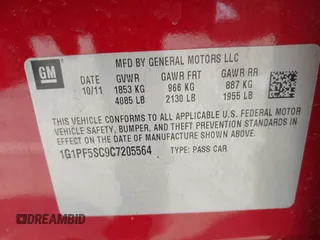 MFD BY GENERAL MOTORS LLC
GM
DATE GVWR GAWR FRT GAWR RR
10/11 1853 KG 966 KG 887 KG
4085 LB 2130 LB 1955 LB
THIS VEHICLE CONFORMS TO ALL APPLICABLE U.S. FEDERAL MOTOR
VEHICLE SAFETY, BUMPER, AND THEFT PREVENTION STANDARDS
IN EFFECT ON THE DATE OF MANUFACTURE SHOWN ABOVE.
1G1PF5SC9C7205564 TYPE: PASS CAR
DREAMBID